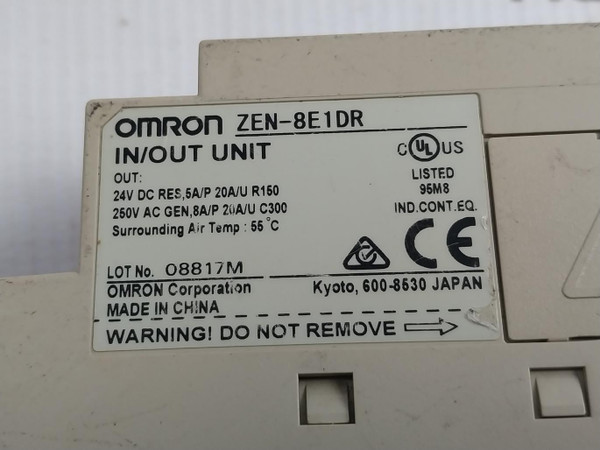 OMRON ZEN-8E1DR
IN/OUT UNIT
OUT:
24V DC RES,5A/P 20A/U R150
250V AC GEN,8A/P 20A/U C300
Surrounding Air Temp : 55°C
C UL US
LISTED
95M8
IND.CONT.EQ.
CE
LOT No. 08817M
OMRON Corporation Kyoto, 600-8530 JAPAN
MADE IN CHINA
WARNING! DO NOT REMOVE